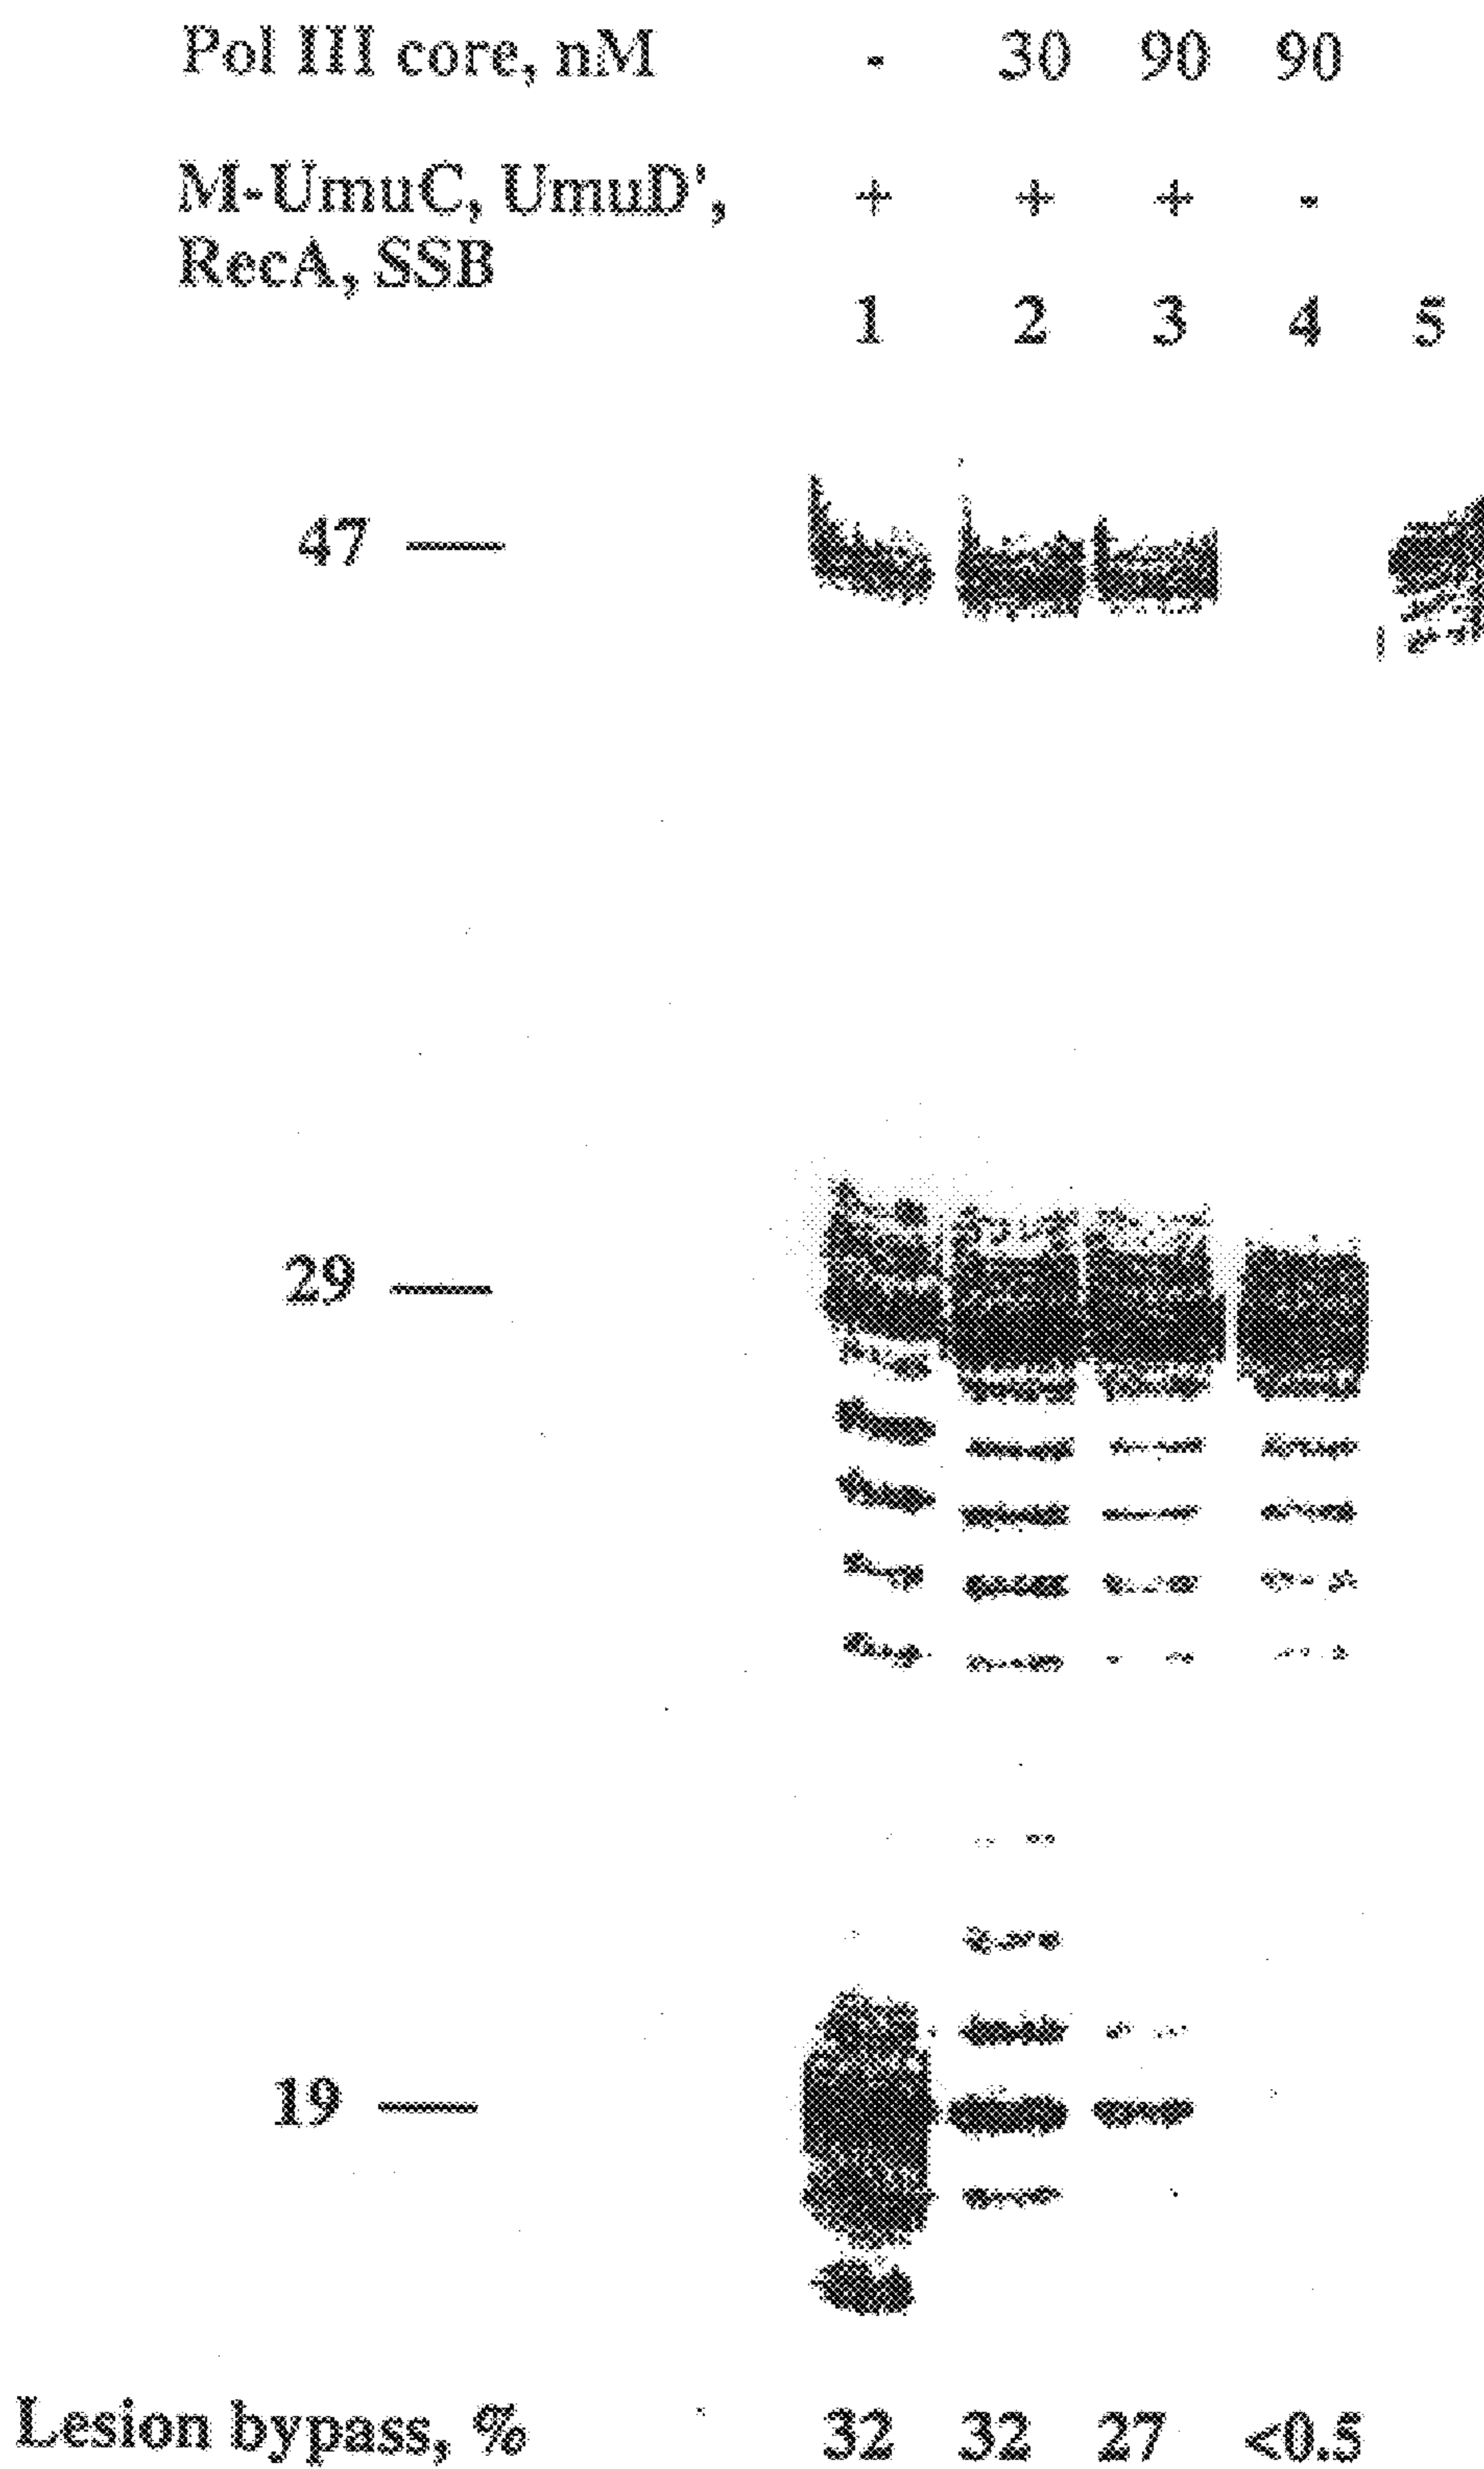 Pol III core, nM - 30 90 90
M-UmuC, UmuD', + + + -
RecA, SSB
1 2 3 4 5
47
29
19
Lesion bypass, % 32 32 27 <0.5